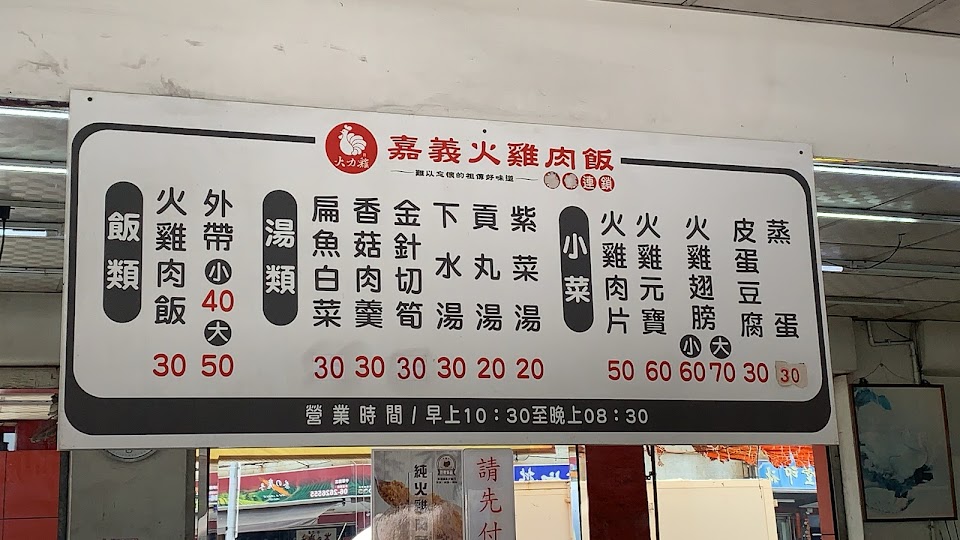 大力雞
嘉義火雞肉飯
難以忘懷的祖傳好味道
連鎖
飯類
火雞肉飯
30
外帶
小
40
大
50
湯類
扁魚白菜
30
香菇肉羹
30
金針切筍
30
下水湯
30
貢丸湯
20
紫菜湯
20
小菜
火雞肉片
50
火雞元寶
60
火雞翅膀
小
60
大
70
皮蛋豆腐
30
蒸蛋
30
營業時間/早上10:30至晚上08:30
純火雞
請先付
06-2626555